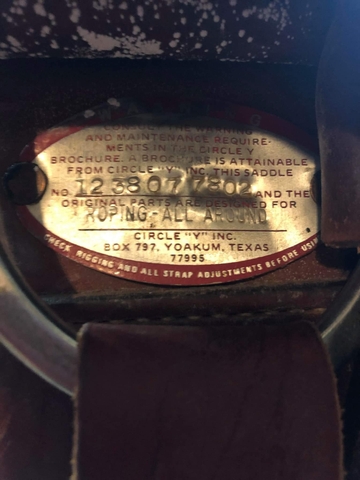 AND MAINTENANCE REQUIRE-
MENTS IN THE CIRCLE Y
BROCHURE. A BROCHURE IS ATTAINABLE
FROM CIRCLE "Y" INC. THIS SADDLE
NO. 12 38 07 7802 AND THE
ORIGINAL PARTS ARE DESIGNED FOR
ROPING-ALL AROUND
CIRCLE "Y" INC.
BOX 797, YOAKUM, TEXAS
77995
CHECK RIGGING AND ALL STRAP ADJUSTMENTS BEFORE USING